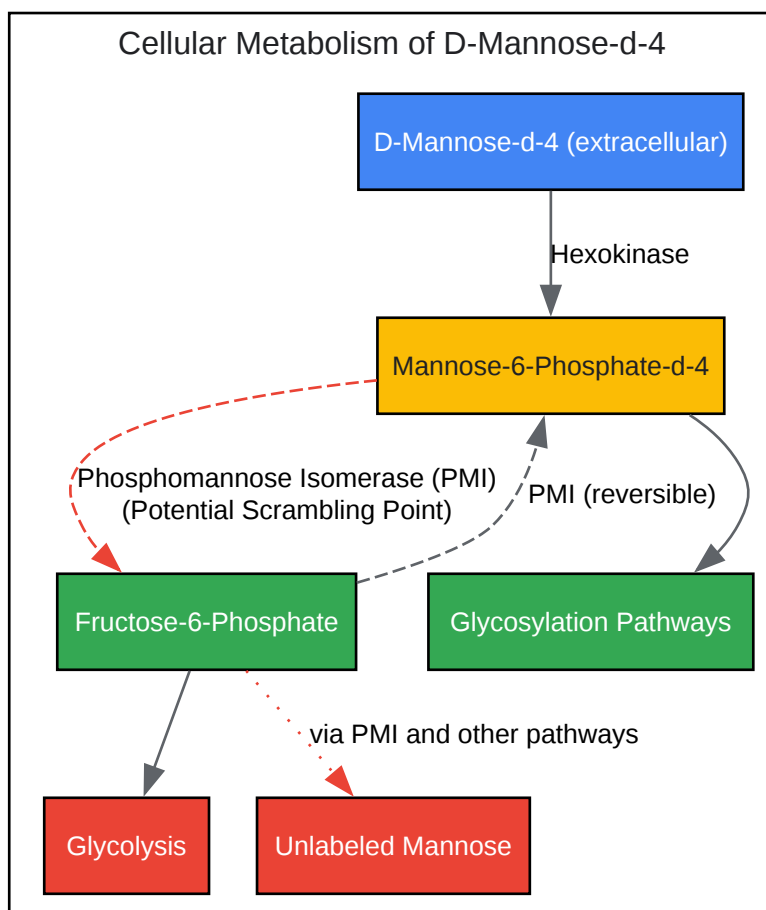 Cellular Metabolism of D-Mannose-d-4
D-Mannose-d-4 (extracellular)
Hexokinase
Mannose-6-Phosphate-d-4
Phosphomannose Isomerase (PMI)
(Potential Scrambling Point)
PMI (reversible)
Fructose-6-Phosphate
Glycosylation Pathways
via PMI and other pathways
Glycolysis
Unlabeled Mannose